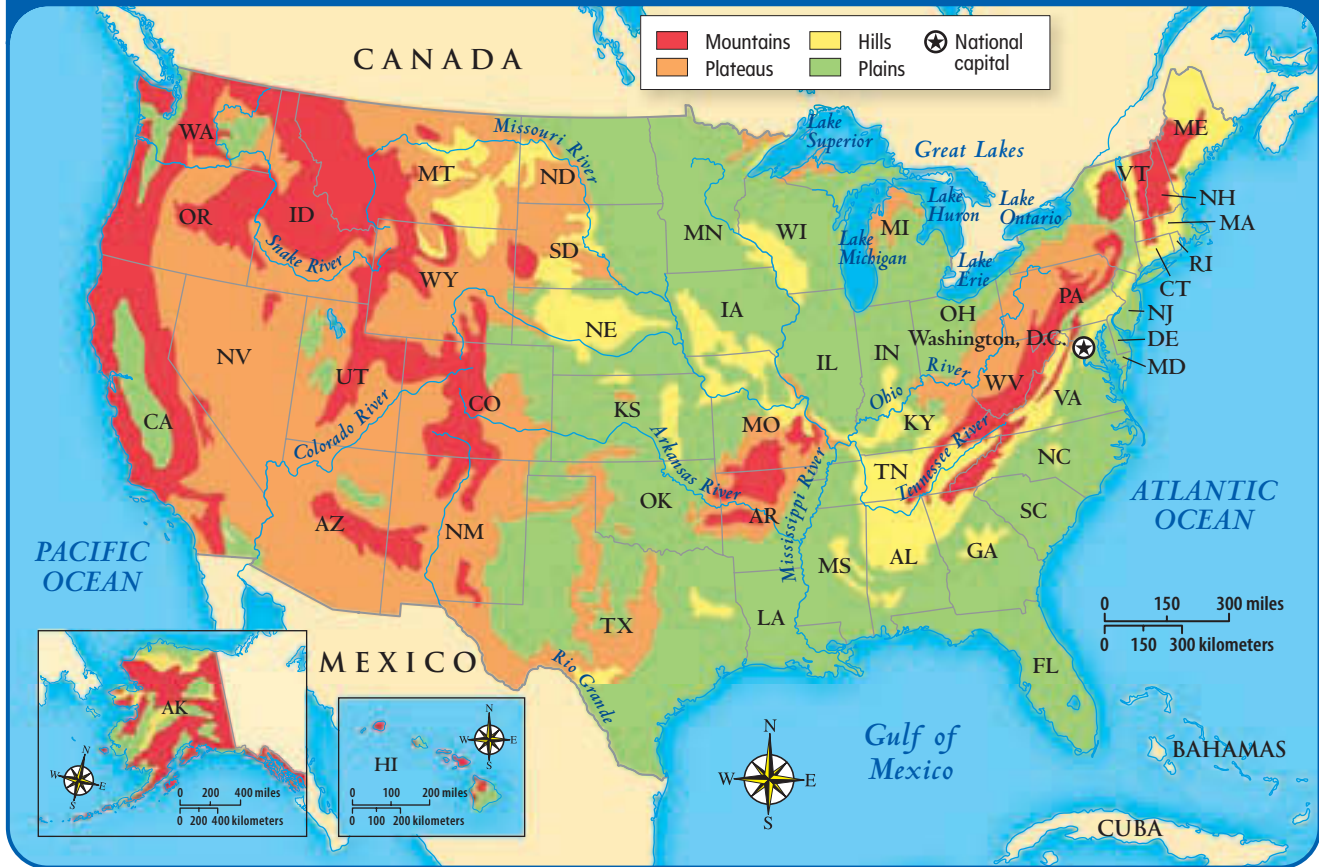 CANADA
Mountains
Plateaus
Hills
Plains
National
capital
WA
OR
ID
MT
ND
SD
WY
NE
NV
UT
CO
CA
AZ
NM
KS
OK
TX
MN
WI
MI
IA
IL
IN
OH
MO
AR
LA
MS
AL
GA
FL
SC
NC
TN
KY
WV
VA
PA
ME
VT
NH
MA
RI
CT
NJ
DE
MD
Washington, D.C.
Missouri River
Snake River
Colorado River
Arkansas River
Mississippi River
Ohio River
Tennessee River
Rio Grande
Lake
Superior
Great Lakes
Lake
Michigan
Lake
Huron
Lake
Ontario
Lake
Erie
PACIFIC
OCEAN
ATLANTIC
OCEAN
Gulf of
Mexico
MEXICO
BAHAMAS
CUBA
0 150 300 miles
0 150 300 kilometers
N
W E
S
AK
N
W E
S
0 200 400 miles
0 200 400 kilometers
HI
N
W E
S
0 100 200 miles
0 100 200 kilometers